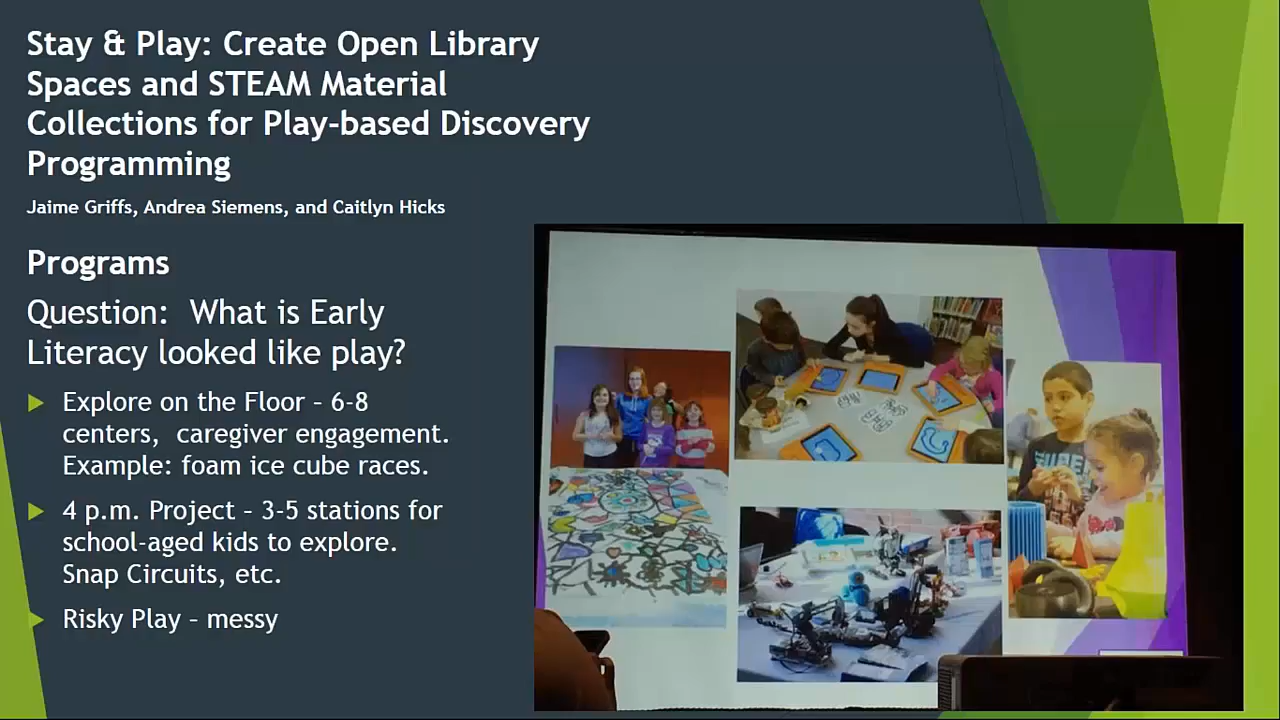 Stay & Play: Create Open Library
Spaces and STEAM Material
Collections for Play-based Discovery
Programming
Jaime Griffs, Andrea Siemens, and Caitlyn Hicks
Programs
Question: What is Early
Literacy looked like play?
Explore on the Floor – 6-8
centers, caregiver engagement.
Example: foam ice cube races.
4 p.m. Project – 3-5 stations for
school-aged kids to explore.
Snap Circuits, etc.
Risky Play – messy